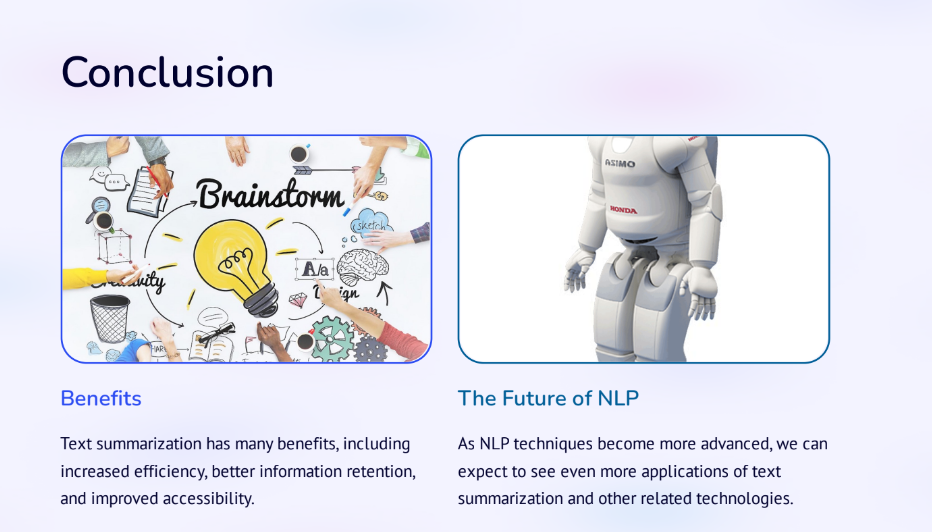 Conclusion
Brainstorm
sketch
A/a
ASIMO
HONDA
Benefits
The Future of NLP
Text summarization has many benefits, including
increased efficiency, better information retention,
and improved accessibility.
As NLP techniques become more advanced, we can
expect to see even more applications of text
summarization and other related technologies.